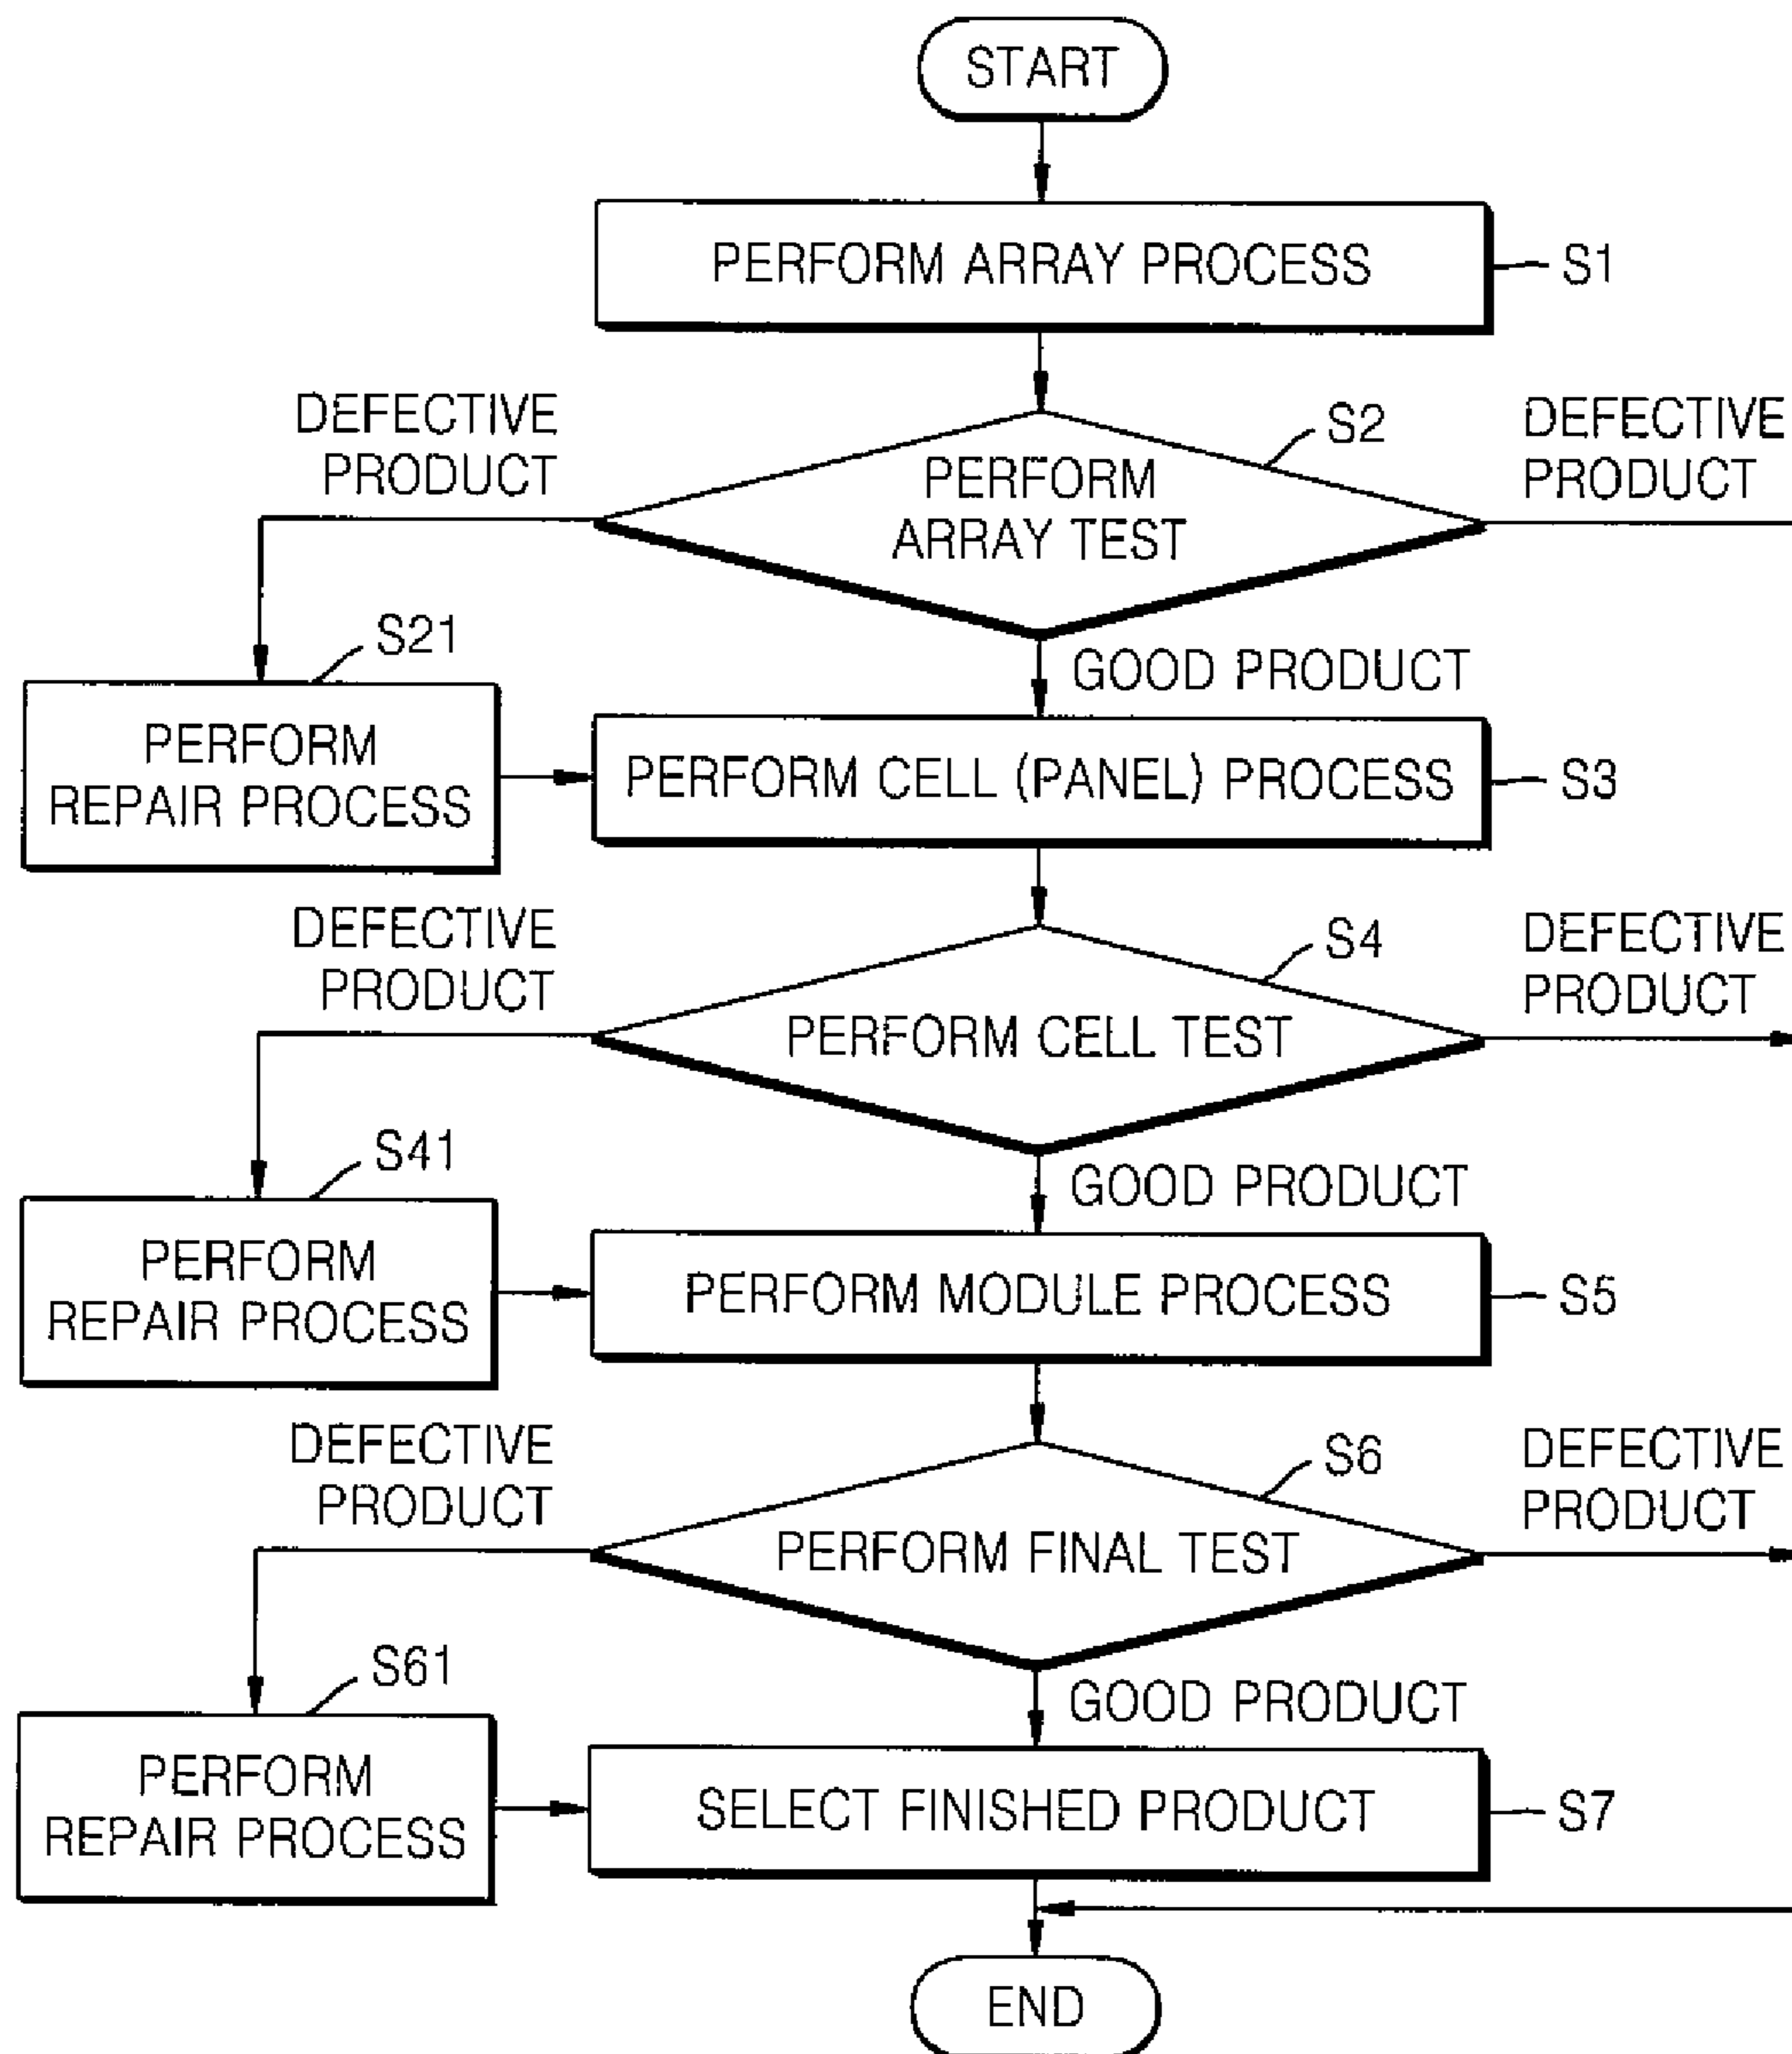 START
PERFORM ARRAY PROCESS
S1
DEFECTIVE
PRODUCT
S2
DEFECTIVE
PRODUCT
PERFORM
ARRAY TEST
S21
GOOD PRODUCT
PERFORM
REPAIR PROCESS
PERFORM CELL (PANEL) PROCESS
S3
DEFECTIVE
PRODUCT
S4
DEFECTIVE
PRODUCT
PERFORM CELL TEST
S41
GOOD PRODUCT
PERFORM
REPAIR PROCESS
PERFORM MODULE PROCESS
S5
DEFECTIVE
PRODUCT
S6
DEFECTIVE
PRODUCT
PERFORM FINAL TEST
S61
GOOD PRODUCT
PERFORM
REPAIR PROCESS
SELECT FINISHED PRODUCT
S7
END